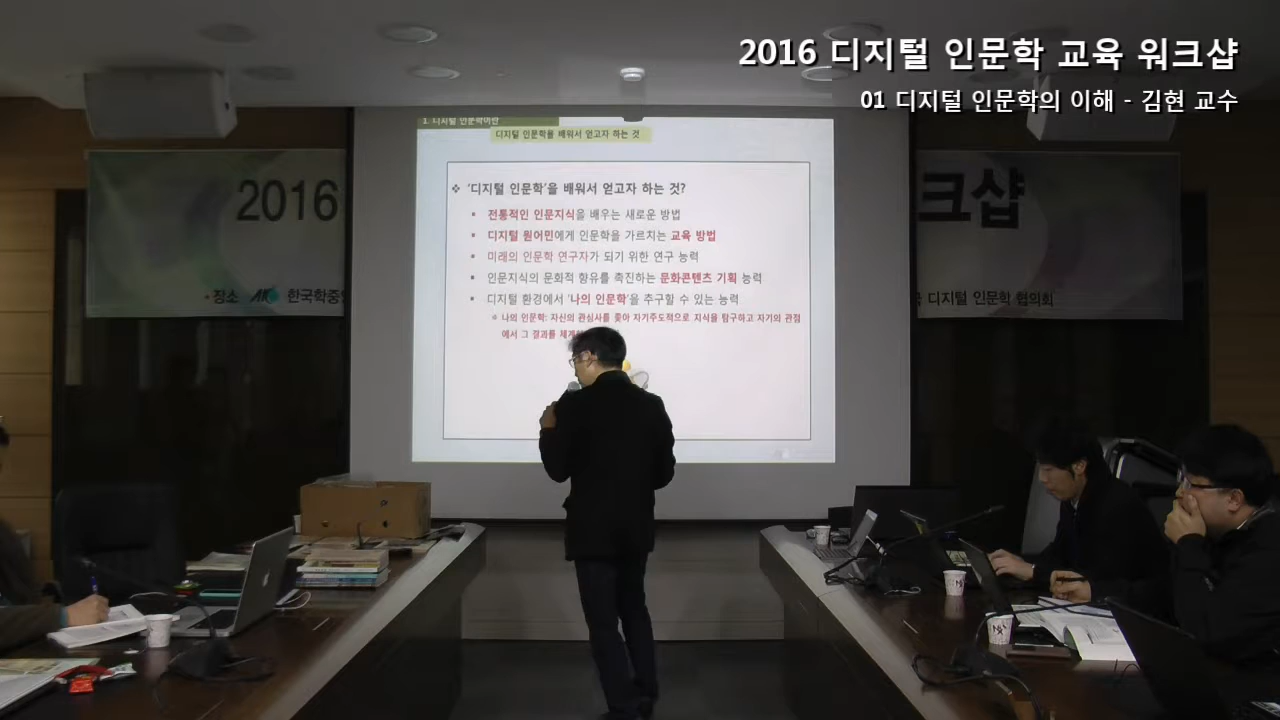 2016 디지털 인문학 교육 워크샵
01 디지털 인문학의 이해 - 김현 교수
1. 디지털 인문학이란
디지털 인문학을 배워서 얻고자 하는 것
❖ ‘디지털 인문학’을 배워서 얻고자 하는 것?
▪ 전통적인 인문지식을 배우는 새로운 방법
▪ 디지털 원어민에게 인문학을 가르치는 교육 방법
▪ 미래의 인문학 연구자가 되기 위한 연구 능력
▪ 인문지식의 문화적 향유를 촉진하는 문화콘텐츠 기획 능력
▪ 디지털 환경에서 ‘나의 인문학’을 추구할 수 있는 능력
나의 인문학: 자신의 관심사를 좇아 자기주도적으로 지식을 탐구하고 자기의 관점
에서 그 결과를
2016
크샵
• 장소 AKS 한국학중앙
디지털 인문학 협의회